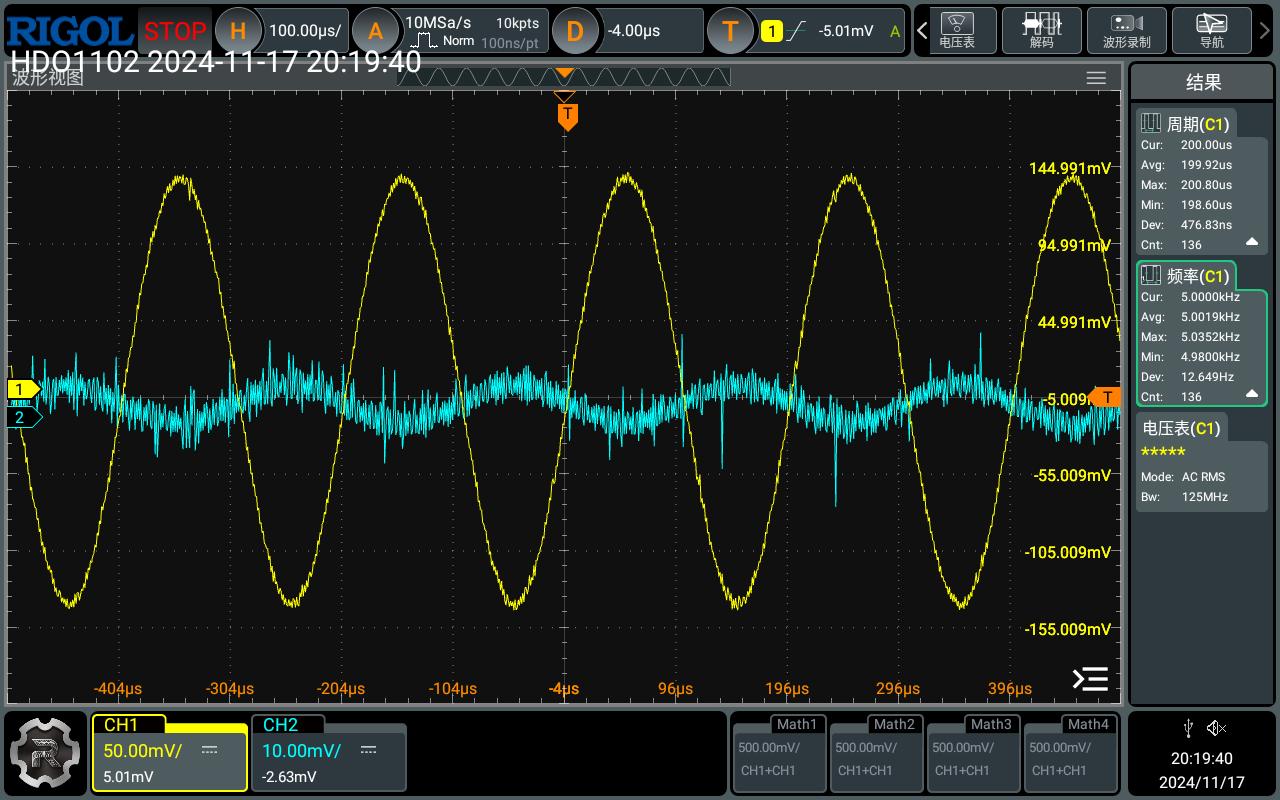 RIGOL STOP H 100.00µs/ A 10MSa/s 10kpts Norm 100ns/pt D -4.00µs T 1 -5.01mV A 电压表 解码 波形录制 导航
HDO1102 2024-11-17 20:19:40
波形视图
T
144.991mV
94.991mV
44.991mV
1
-5.009 T
2
-55.009mV
-105.009mV
-155.009mV
-404µs -304µs -204µs -104µs -4µs 96µs 196µs 296µs 396µs
结果
周期(C1)
Cur: 200.00us
Avg: 199.92us
Max: 200.80us
Min: 198.60us
Dev: 476.83ns
Cnt: 136
频率(C1)
Cur: 5.0000kHz
Avg: 5.0019kHz
Max: 5.0352kHz
Min: 4.9800kHz
Dev: 12.649Hz
Cnt: 136
电压表(C1)
*****
Mode: AC RMS
Bw: 125MHz
R
CH1
50.00mV/
5.01mV
CH2
10.00mV/
-2.63mV
Math1
500.00mV/
CH1+CH1
Math2
500.00mV/
CH1+CH1
Math3
500.00mV/
CH1+CH1
Math4
500.00mV/
CH1+CH1
20:19:40
2024/11/17